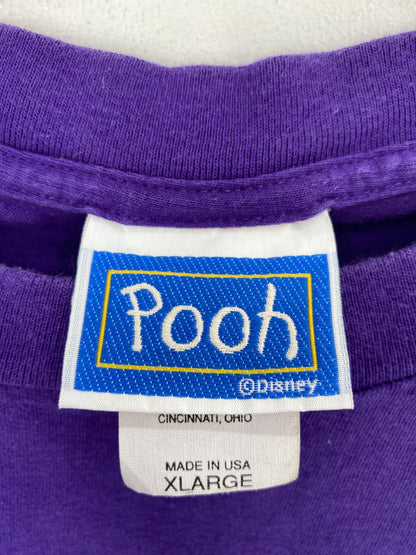 Pooh
©Disney
CINCINNATI, OHIO
MADE IN USA
XLARGE